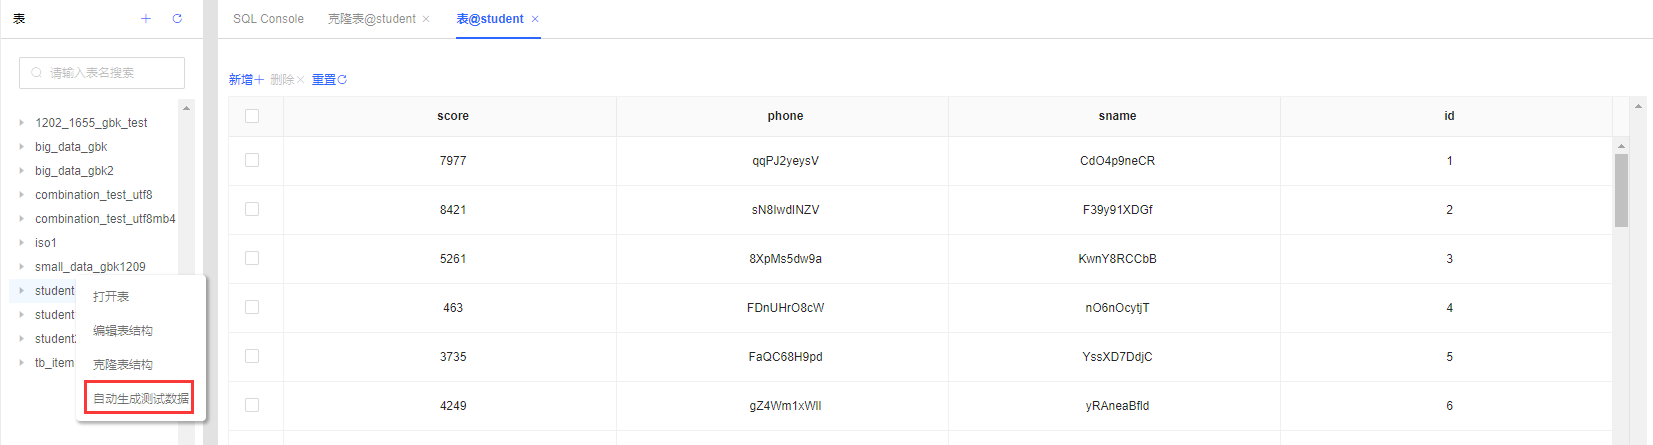 表
SQL Console 克隆表@student 表@student
请输入表名搜索
新增 删除 重置
1202_1655_gbk_test
big_data_gbk
big_data_gbk2
combination_test_utf8
combination_test_utf8mb4
iso1
small_data_gbk1209
student
student
student2
tb_item
打开表
编辑表结构
克隆表结构
自动生成测试数据
score phone sname id
7977 qqPJ2yeysV CdO4p9neCR 1
8421 sN8IwdINZV F39y91XDGf 2
5261 8XpMs5dw9a KwnY8RCCbB 3
463 FDnUHrO8cW nO6nOcytjT 4
3735 FaQC68H9pd YssXD7DdjC 5
4249 gZ4Wm1xWII yRAneaBfld 6